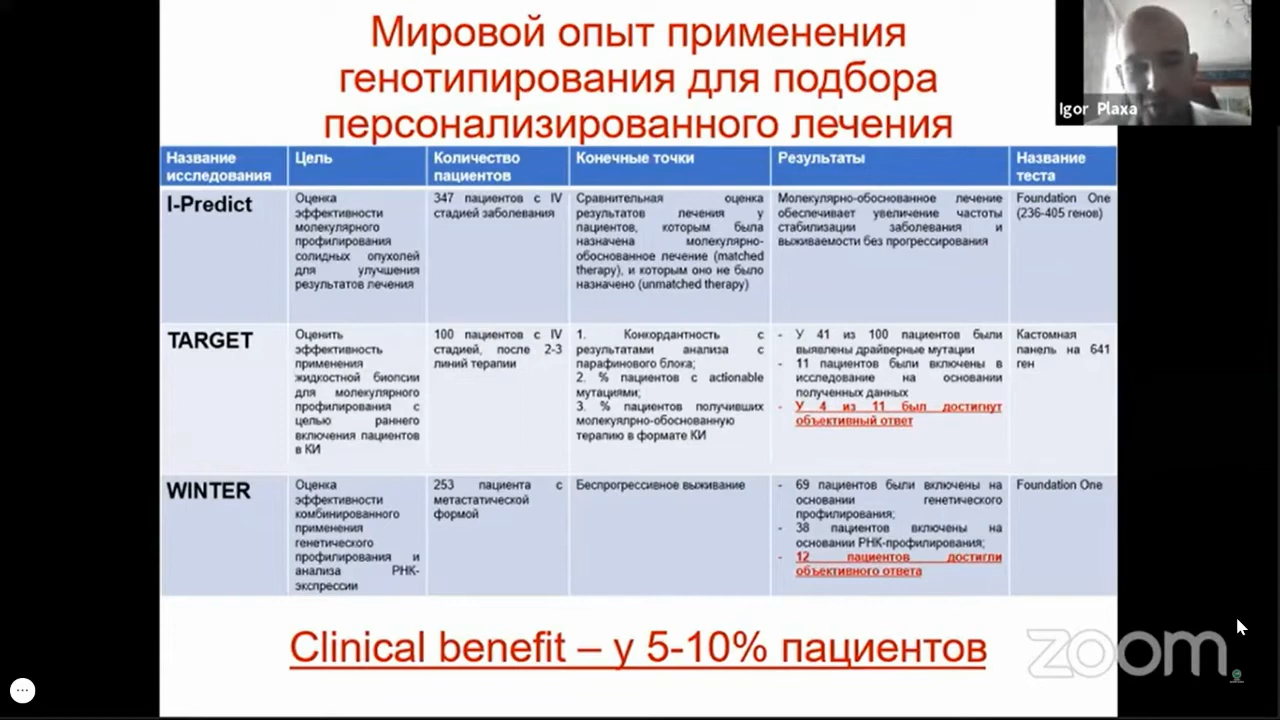 Мировой опыт применения
генотипирования для подбора
персонализированного лечения
Igor Plaxa
Название
исследования
Цель
Количество
пациентов
Конечные точки
Результаты
Название
теста
I-Predict
Оценка
эффективности
молекулярного
профилирования
солидных опухолей
для улучшения
результатов лечения
347 пациентов с IV
стадией заболевания
Сравнительная оценка
результатов лечения у
пациентов, которым была
назначена молекулярно-
обоснованное лечение (matched
therapy), и которым оно не было
назначено (unmatched therapy)
Молекулярно-обоснованное лечение
обеспечивает увеличение частоты
стабилизации заболевания и
выживаемости без прогрессирования
Foundation One
(236-405 генов)
TARGET
Оценить
эффективность
применения
жидкостной биопсии
для молекулярного
профилирования с
целью раннего
включения пациентов
в КИ
100 пациентов с IV
стадией, после 2-3
линий терапии
1. Конкордантность с
результатами анализа с
парафинового блока;
2. % пациентов с actionable
мутациями;
3. % пациентов получивших
молекуялрно-обоснованную
терапию в формате КИ
- У 41 из 100 пациентов были
выявлены драйверные мутации
- 11 пациентов были включены в
исследование на основании
полученных данных
- У 4 из 11 был достигнут
объективный ответ
Кастомная
панель на 641
ген
WINTER
Оценка
эффективности
комбинированного
применения
генетического
профилирования и
анализа РНК-
экспрессии
253 пациента с
метастатической
формой
Беспрогрессивное выживание
- 69 пациентов были включены на
основании генетического
профилирования;
- 38 пациентов включены на
основании РНК-профилирования;
- 12 пациентов достигли
объективного ответа
Foundation One
Clinical benefit – у 5-10% пациентов
zoom